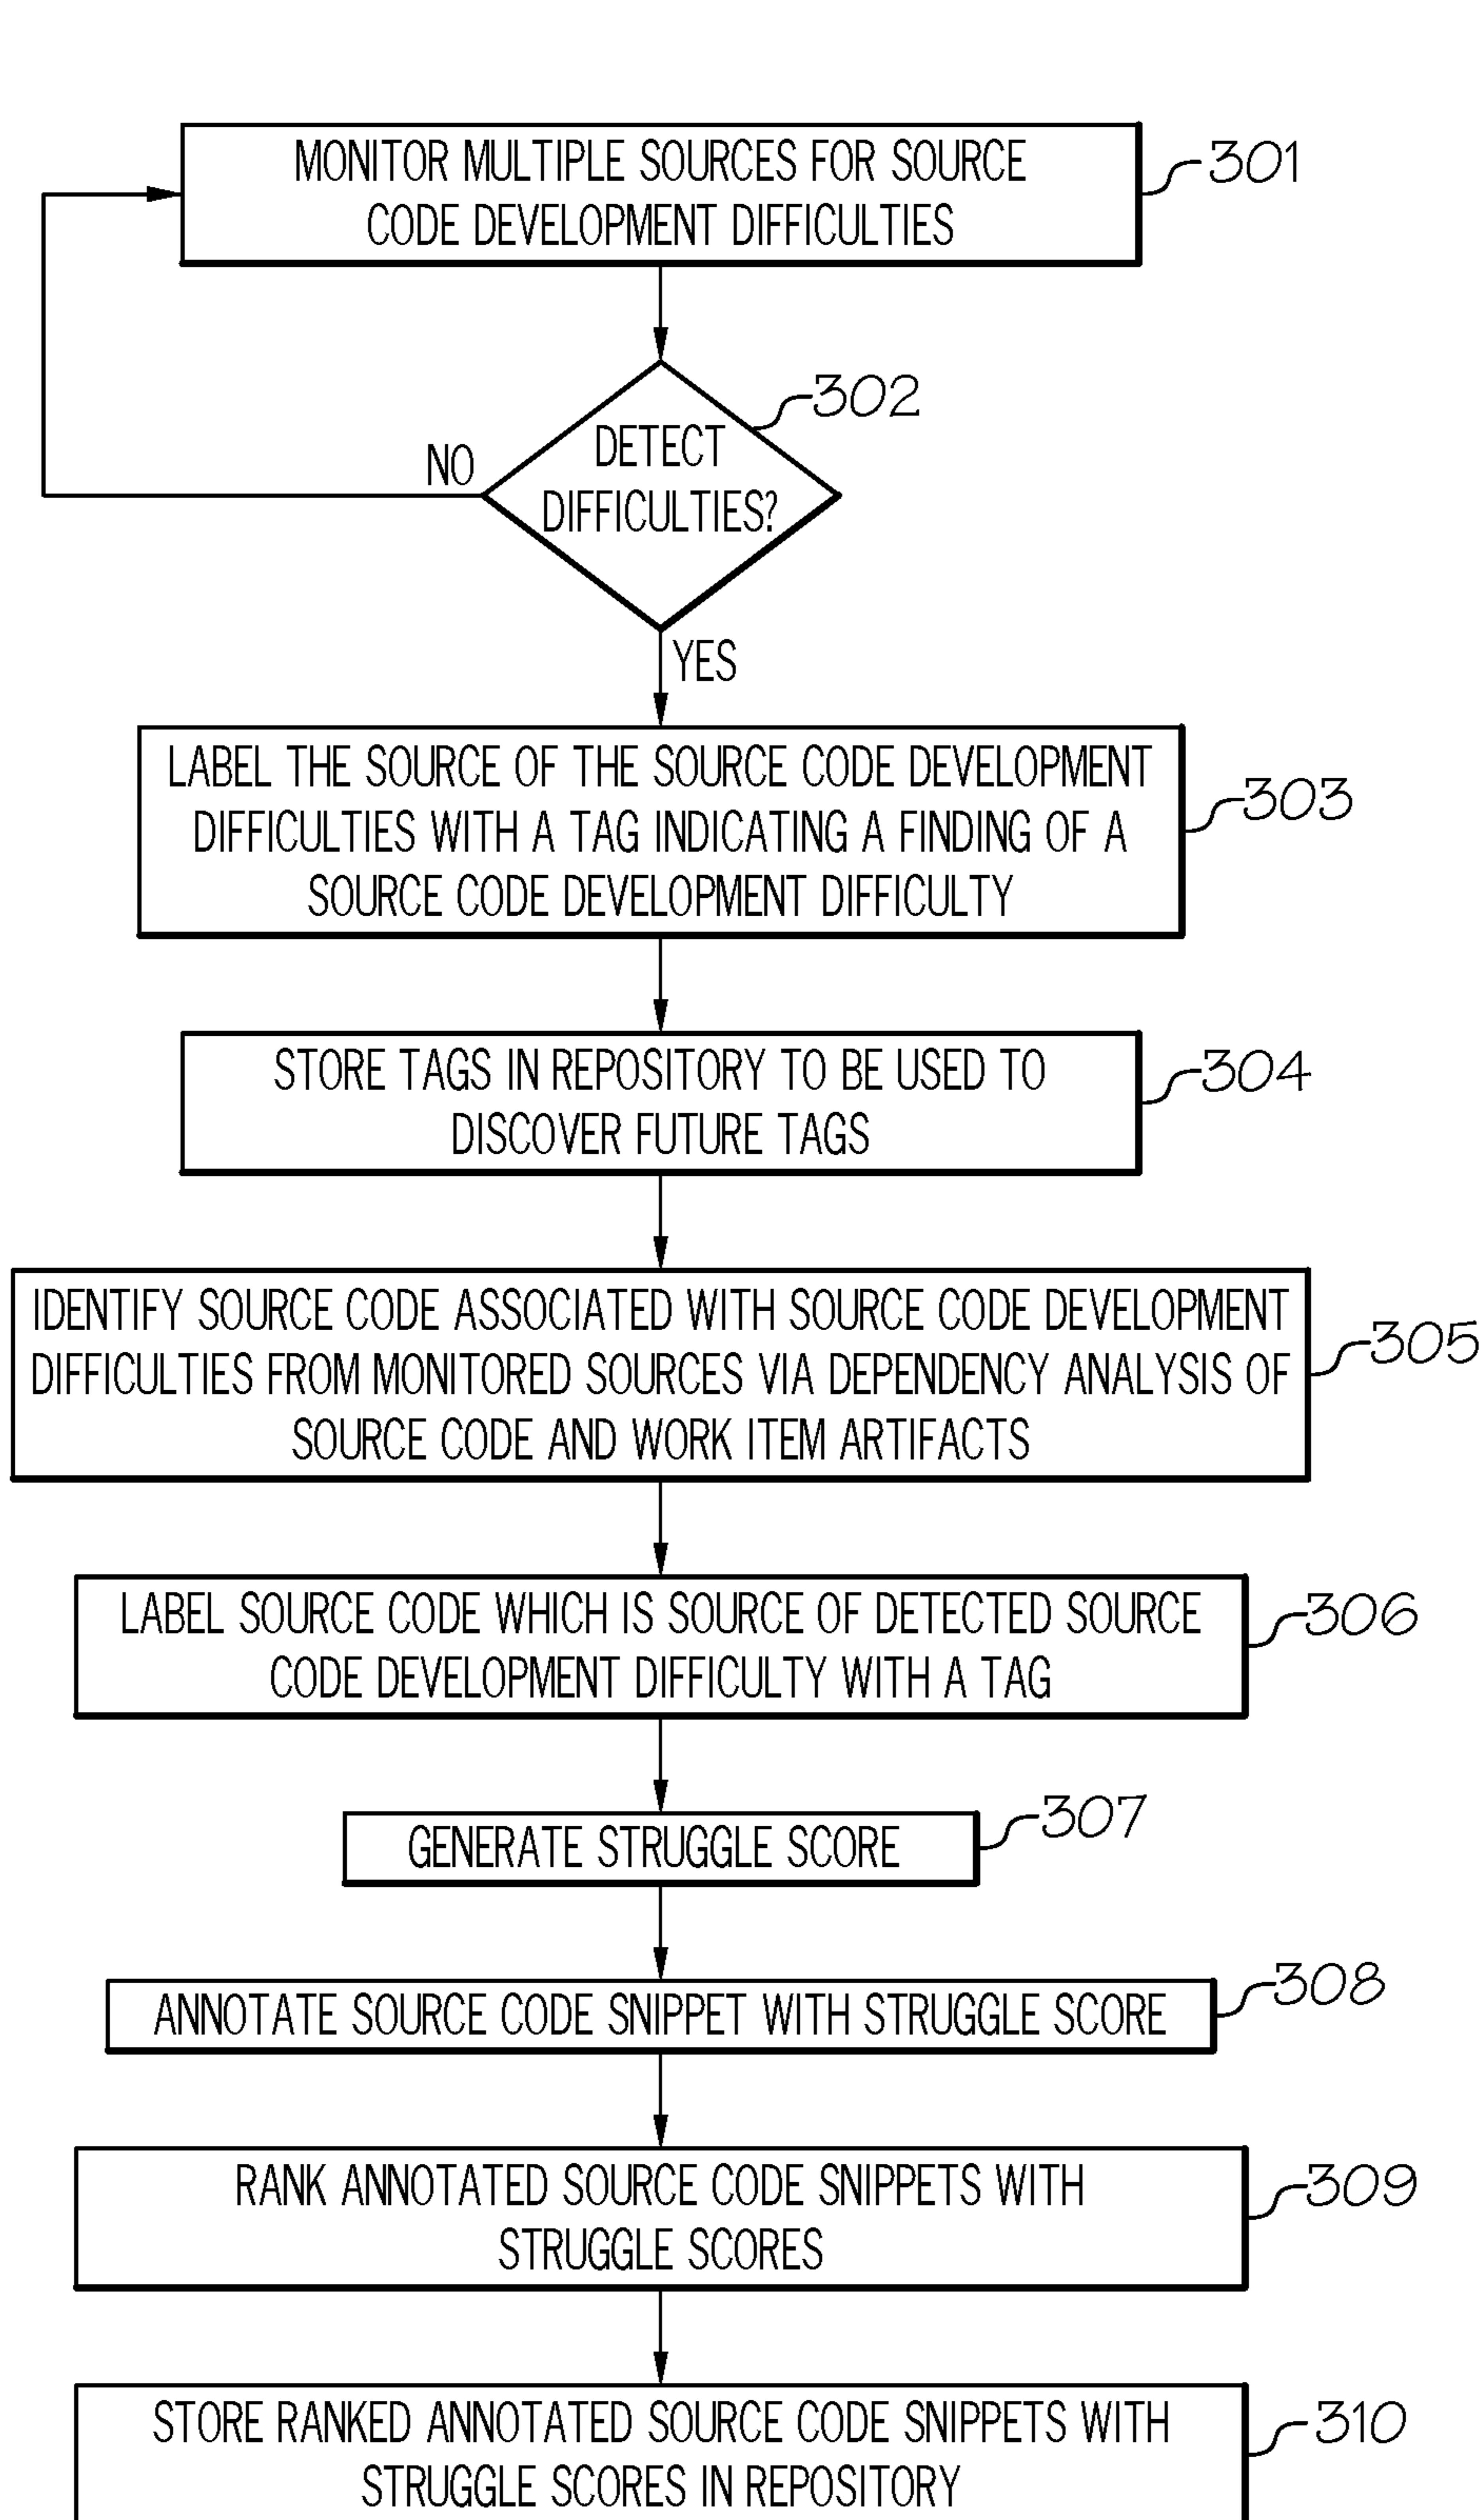 MONITOR MULTIPLE SOURCES FOR SOURCE
CODE DEVELOPMENT DIFFICULTIES
301
302
DETECT
DIFFICULTIES?
NO
YES
LABEL THE SOURCE OF THE SOURCE CODE DEVELOPMENT
DIFFICULTIES WITH A TAG INDICATING A FINDING OF A
SOURCE CODE DEVELOPMENT DIFFICULTY
303
STORE TAGS IN REPOSITORY TO BE USED TO
DISCOVER FUTURE TAGS
304
IDENTIFY SOURCE CODE ASSOCIATED WITH SOURCE CODE DEVELOPMENT
DIFFICULTIES FROM MONITORED SOURCES VIA DEPENDENCY ANALYSIS OF
SOURCE CODE AND WORK ITEM ARTIFACTS
305
LABEL SOURCE CODE WHICH IS SOURCE OF DETECTED SOURCE
CODE DEVELOPMENT DIFFICULTY WITH A TAG
306
GENERATE STRUGGLE SCORE
307
ANNOTATE SOURCE CODE SNIPPET WITH STRUGGLE SCORE
308
RANK ANNOTATED SOURCE CODE SNIPPETS WITH
STRUGGLE SCORES
309
STORE RANKED ANNOTATED SOURCE CODE SNIPPETS WITH
STRUGGLE SCORES IN REPOSITORY
310